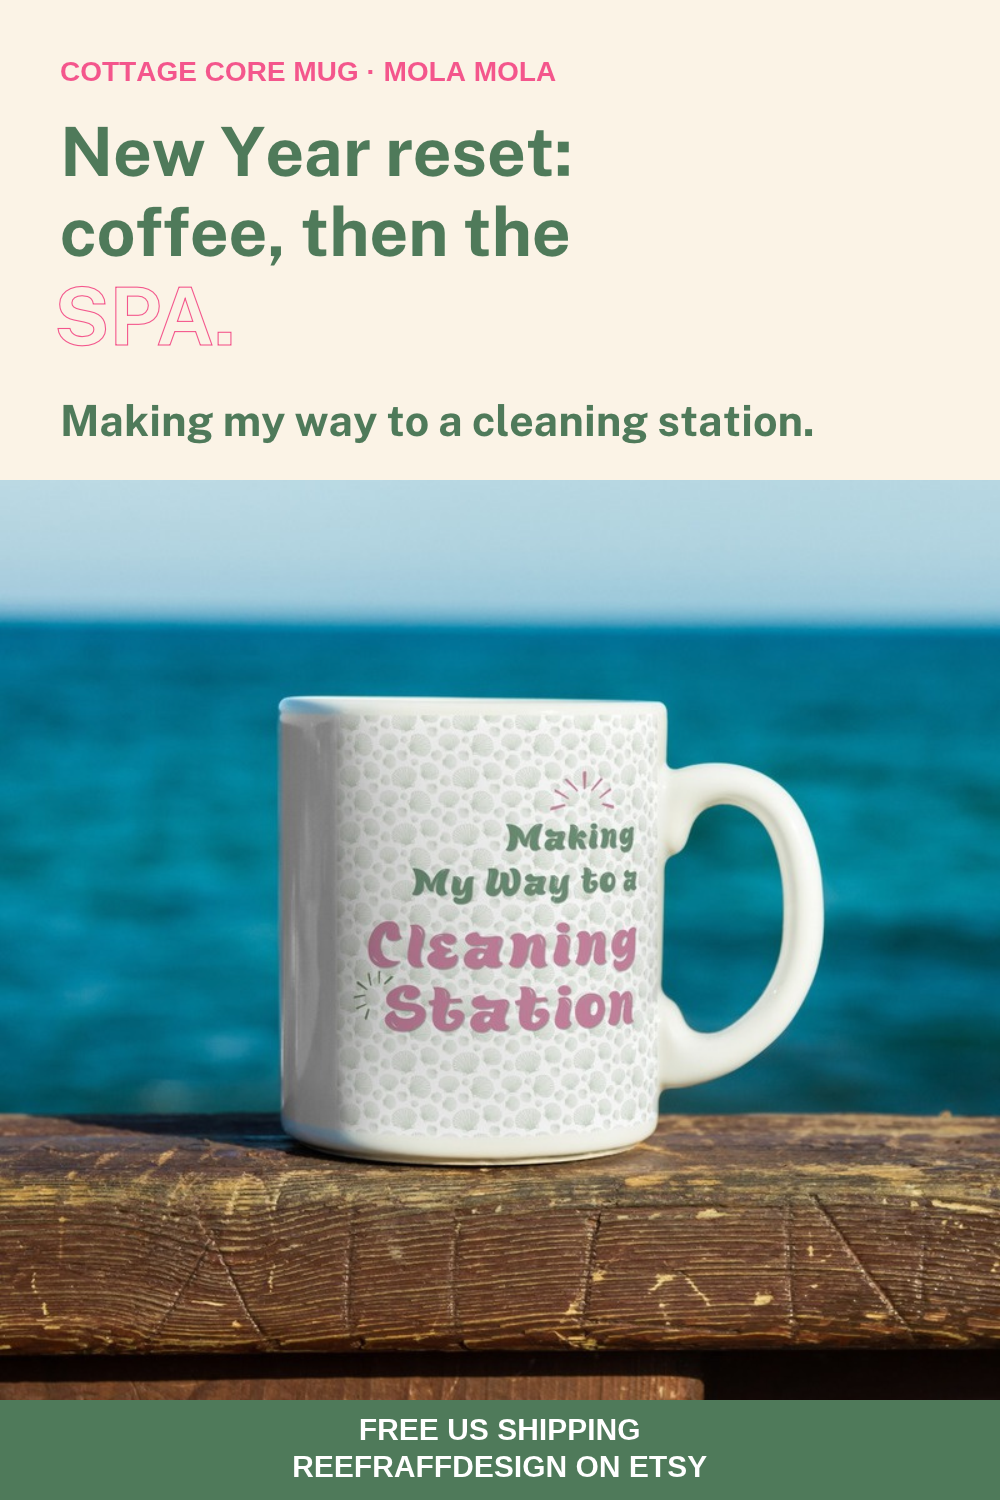 COTTAGE CORE MUG · MOLA MOLA
New Year reset:
coffee, then the
SPA.
Making my way to a cleaning station.
Making
My Way to a
Cleaning
Station
FREE US SHIPPING
REEFRAFFDESIGN ON ETSY